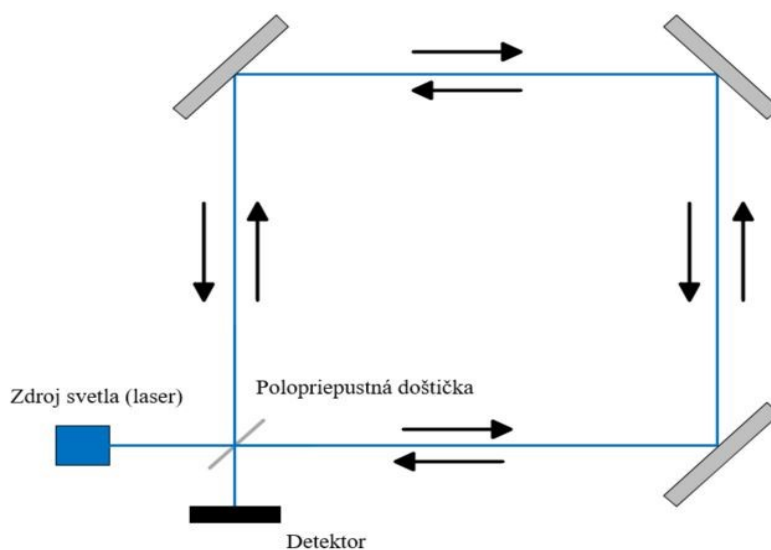 Polopriepustná doštička
Zdroj svetla (laser)
Detektor